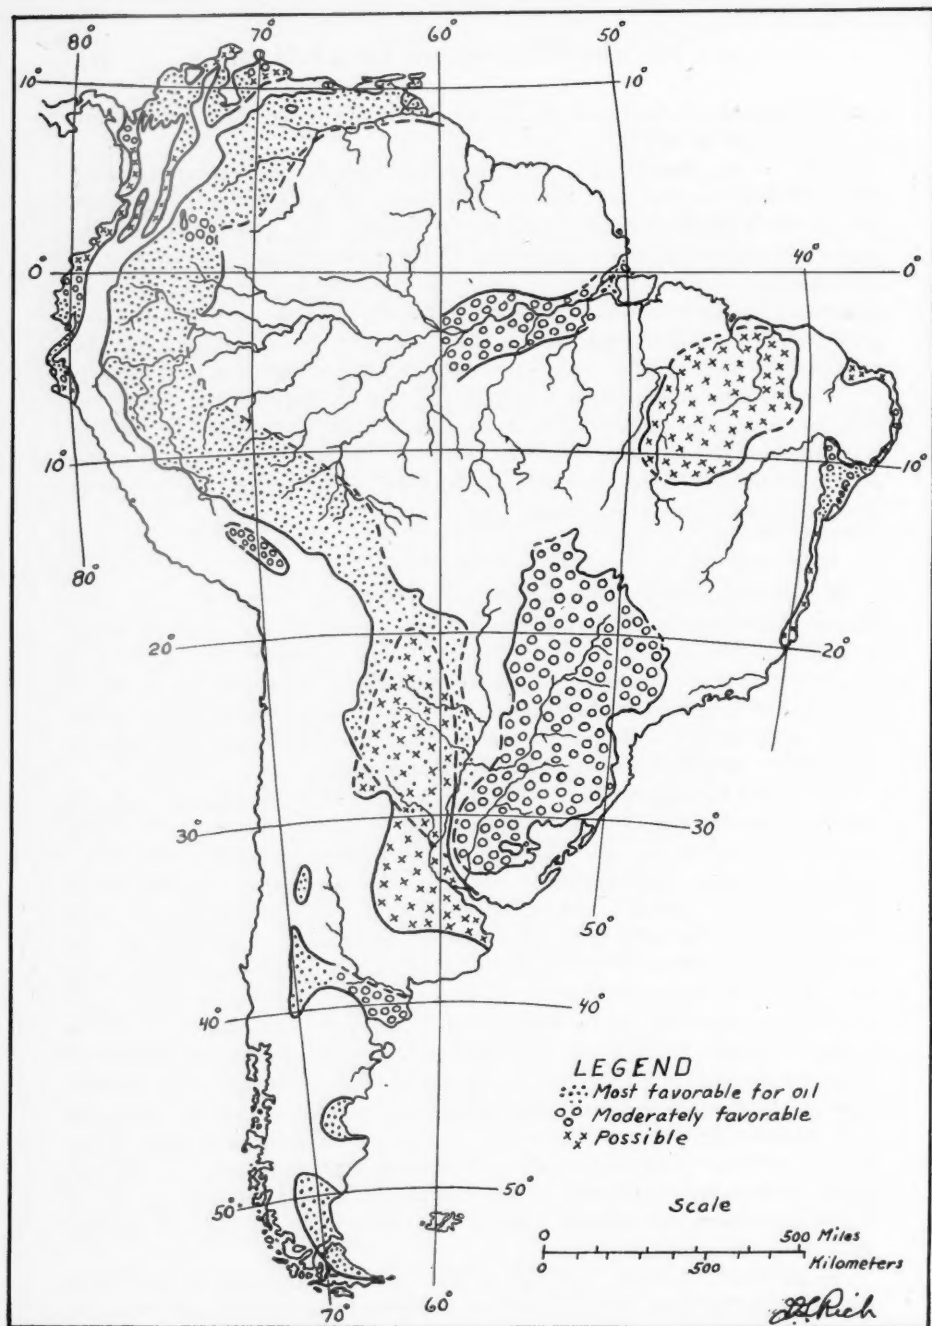 80° 70° 60° 50°
10° 10°
0° 40° 0°
10° 10°
80°
20° 20°
30° 30°
50°
40° 40°
LEGEND
Most favorable for oil
Moderately favorable
Possible
50° 50°
Scale
0 500 Miles
0 500 Kilometers
70° 60°
JLRich